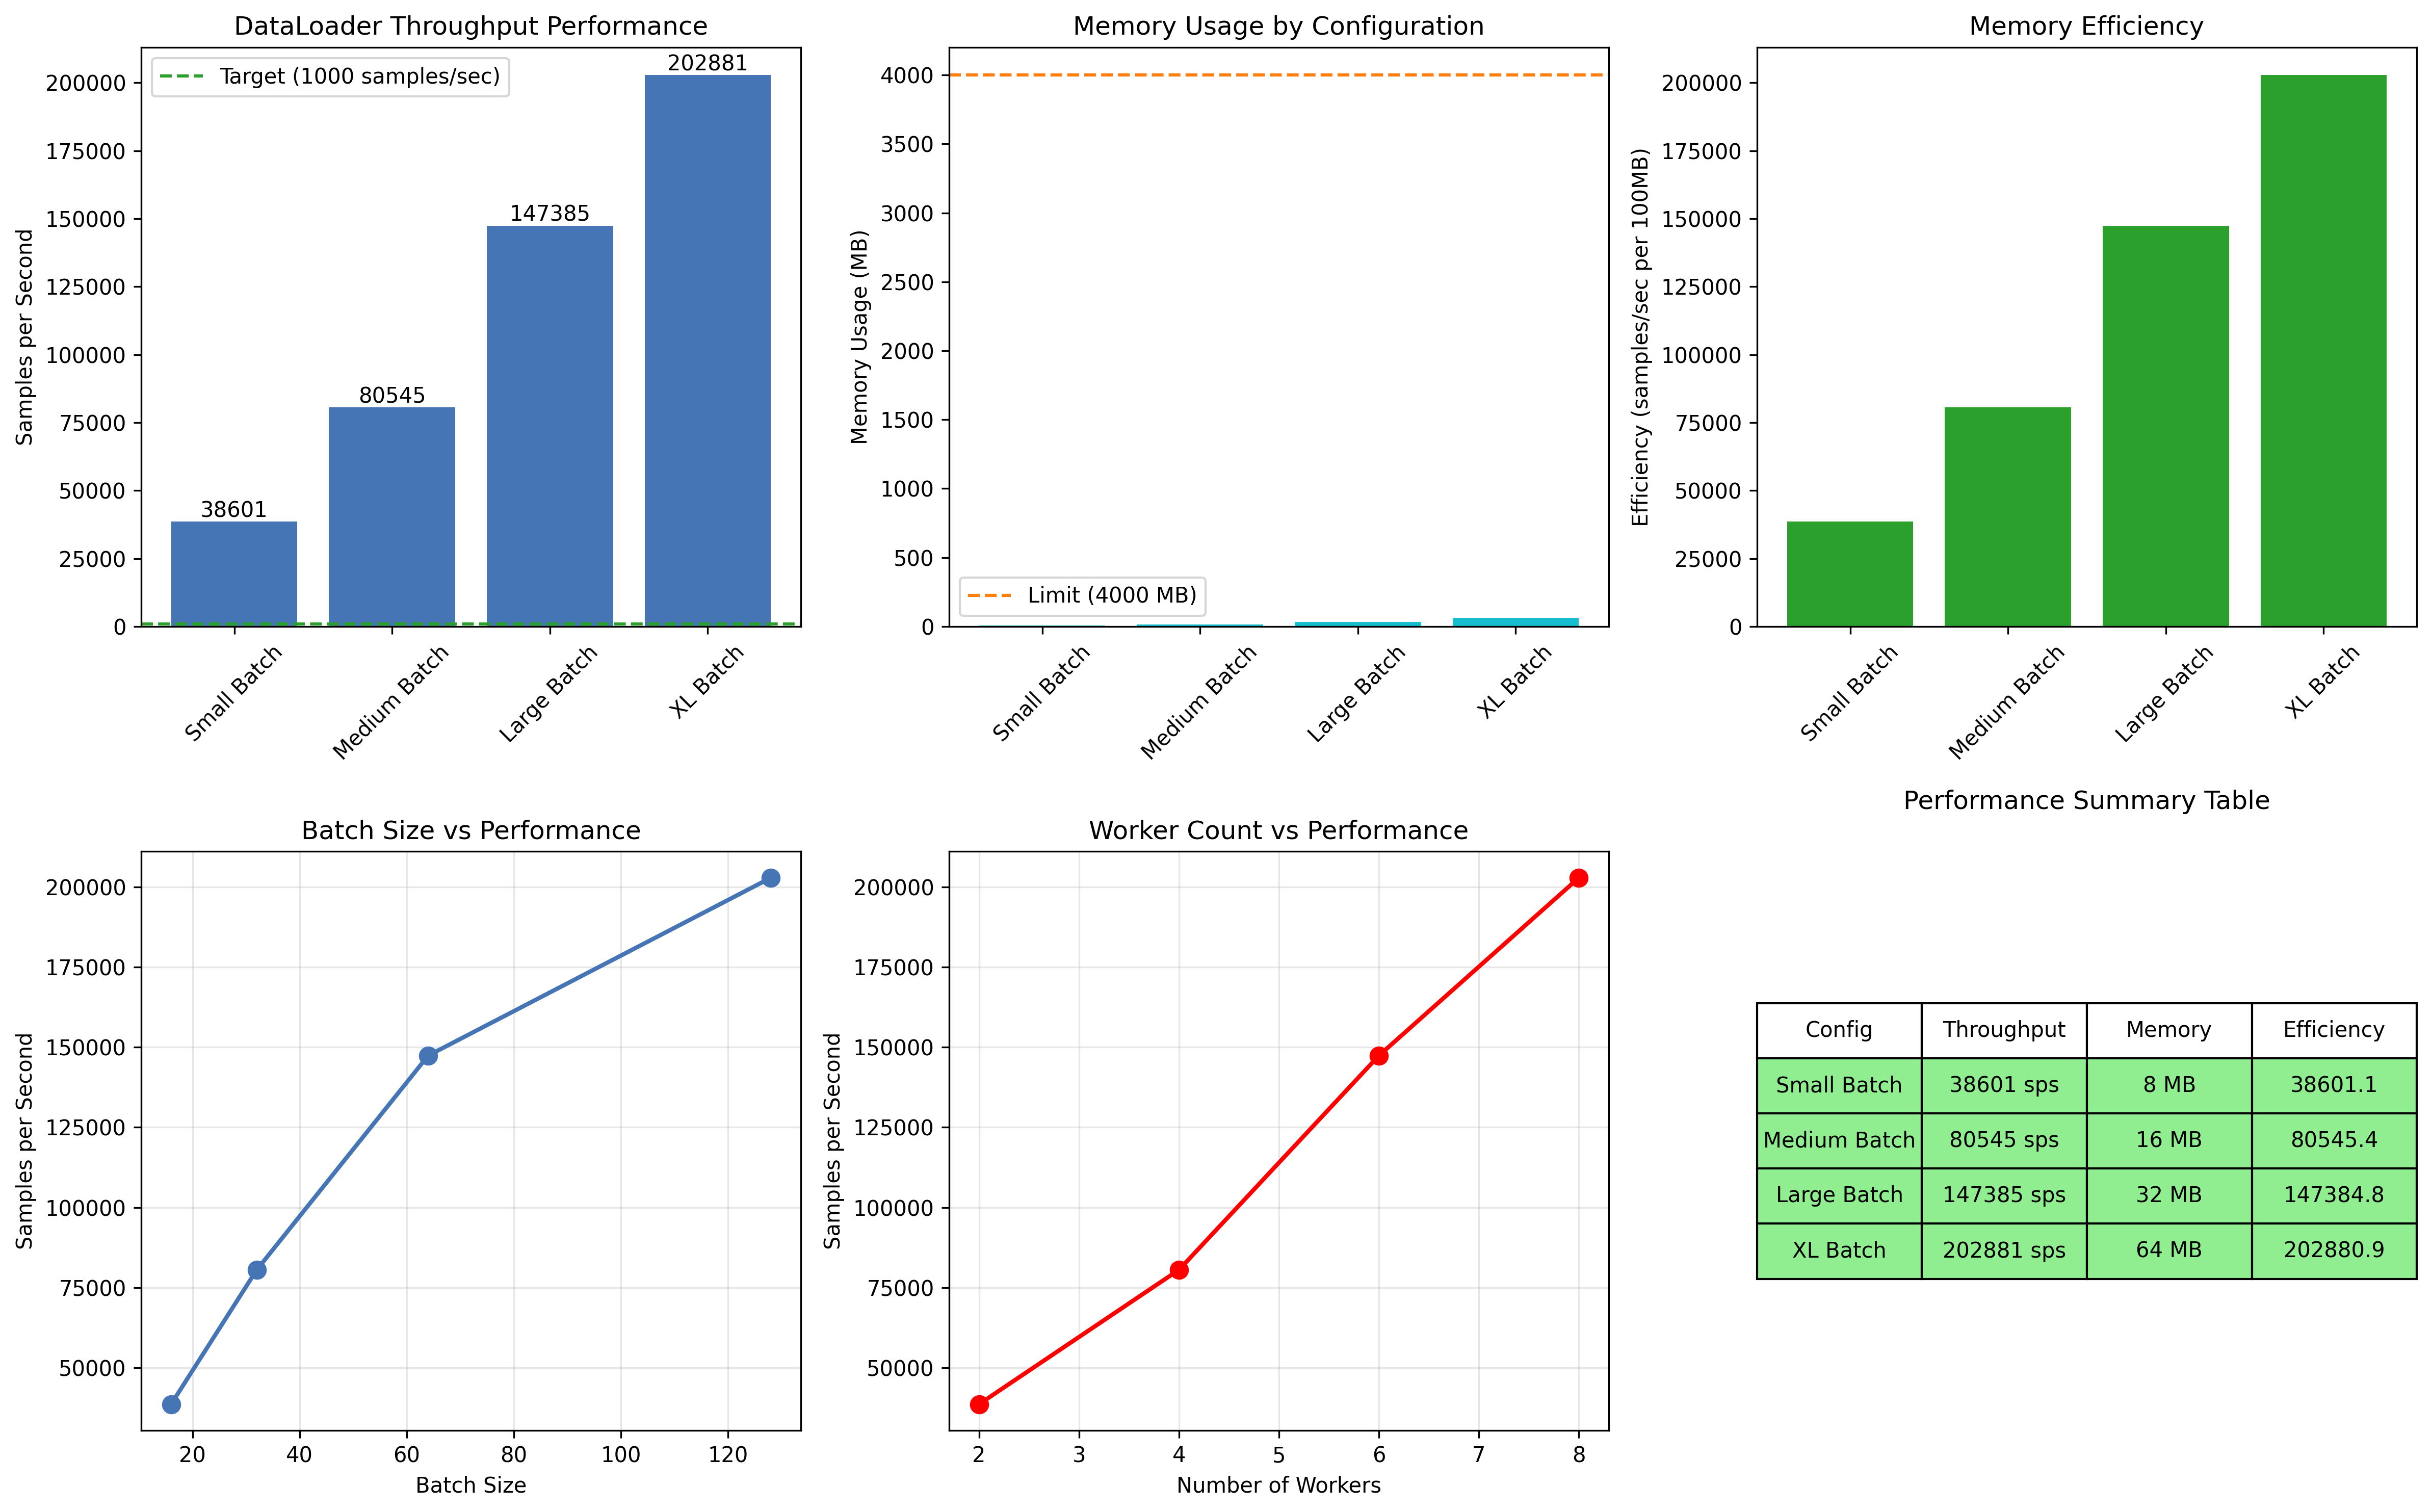 DataLoader Throughput Performance
Samples per Second
200000
175000
150000
125000
100000
75000
50000
25000
0
Target (1000 samples/sec)
38601
80545
147385
202881
Small Batch
Medium Batch
Large Batch
XL Batch
Memory Usage by Configuration
Memory Usage (MB)
4000
3500
3000
2500
2000
1500
1000
500
0
Limit (4000 MB)
Small Batch
Medium Batch
Large Batch
XL Batch
Memory Efficiency
Efficiency (samples/sec per 100MB)
200000
175000
150000
125000
100000
75000
50000
25000
0
Small Batch
Medium Batch
Large Batch
XL Batch
Batch Size vs Performance
Samples per Second
200000
175000
150000
125000
100000
75000
50000
20 40 60 80 100 120
Batch Size
Worker Count vs Performance
Samples per Second
200000
175000
150000
125000
100000
75000
50000
2 3 4 5 6 7 8
Number of Workers
Performance Summary Table
Config Throughput Memory Efficiency
Small Batch 38601 sps 8 MB 38601.1
Medium Batch 80545 sps 16 MB 80545.4
Large Batch 147385 sps 32 MB 147384.8
XL Batch 202881 sps 64 MB 202880.9